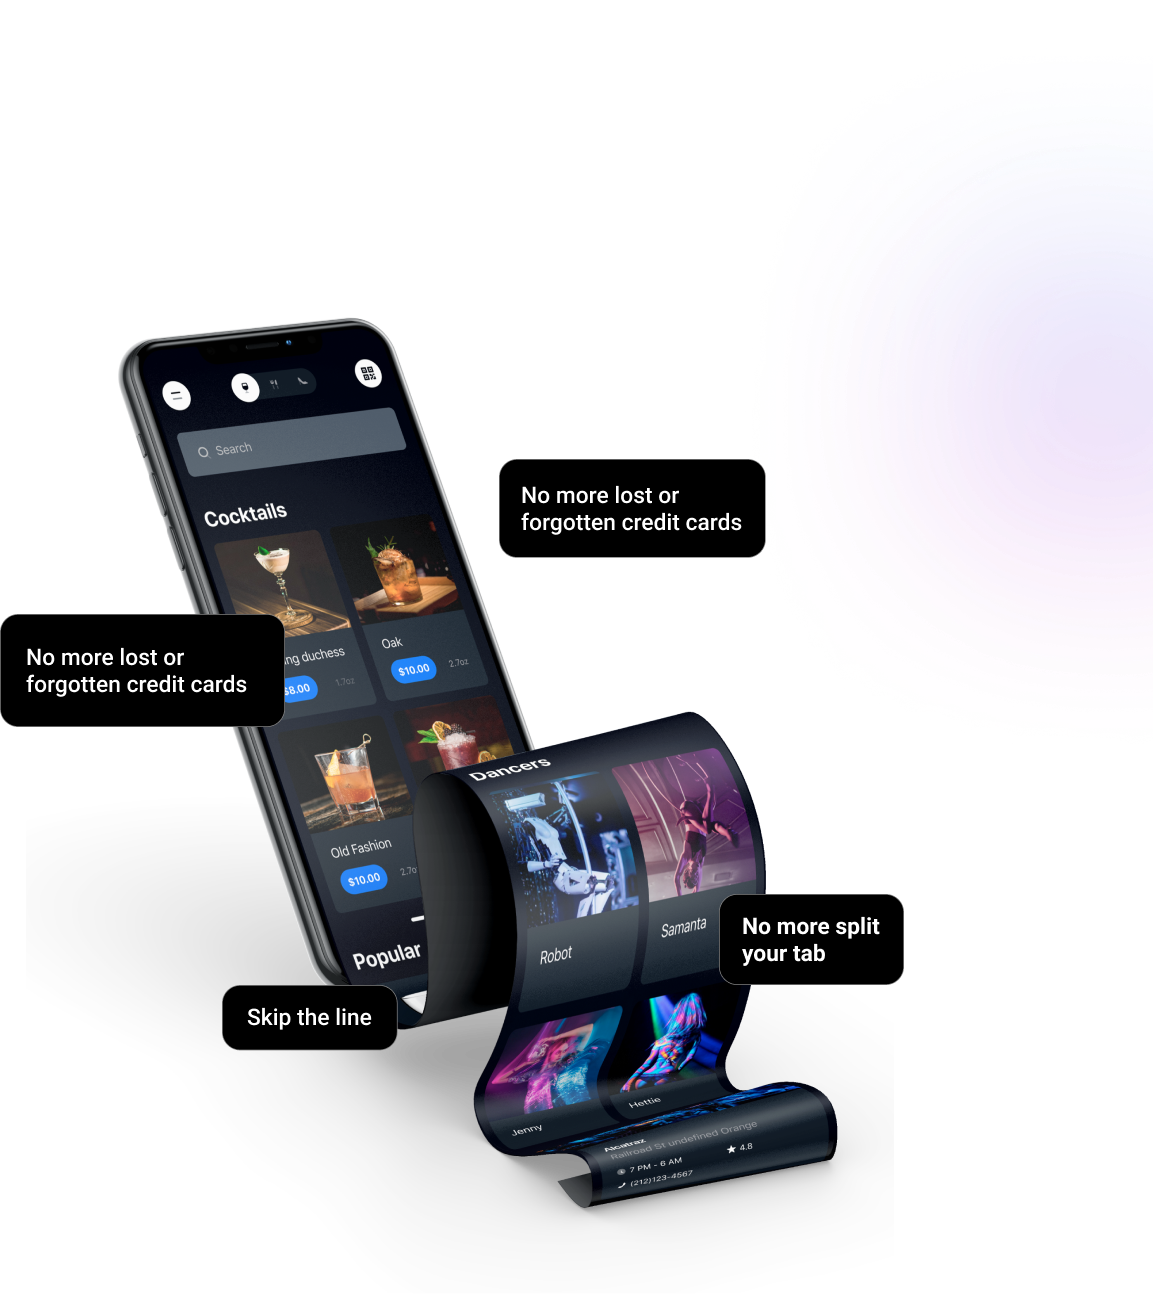 Search
Cocktails
No more lost or
forgotten credit cards
No more lost or
forgotten credit cards
ng duchess
$8.00
1.7oz
Oak
$10.00
2.7oz
Old Fashion
$10.00
2.7o
Popular
Dancers
Robot
Samanta
No more split
your tab
Skip the line
Jenny
Hettie
Alcatraz
Railroad St undefined Orange
7 PM - 6 AM
4.8
(212)123-4567